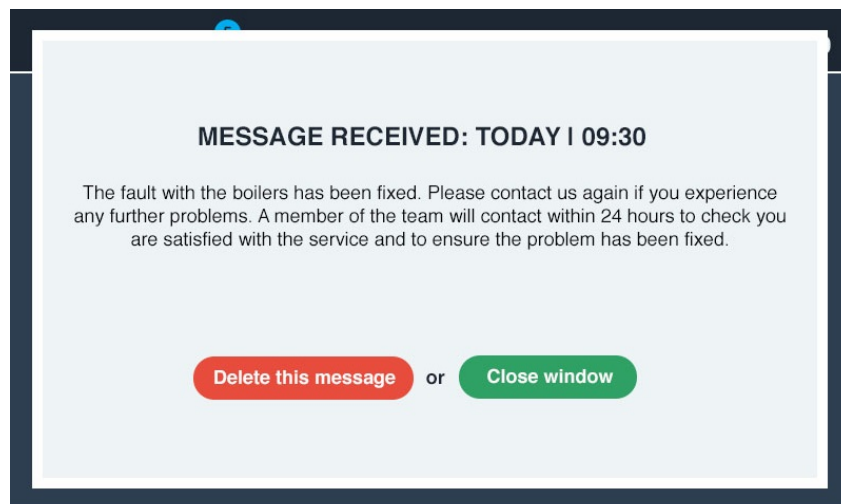 MESSAGE RECEIVED: TODAY | 09:30
The fault with the boilers has been fixed. Please contact us again if you experience
any further problems. A member of the team will contact within 24 hours to check you
are satisfied with the service and to ensure the problem has been fixed.
Delete this message or Close window